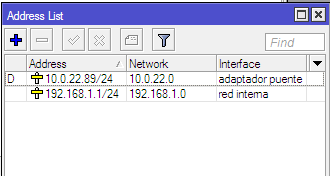 Address List
Find
Address Network Interface
D 10.0.22.89/24 10.0.22.0 adaptador puente
192.168.1.1/24 192.168.1.0 red interna